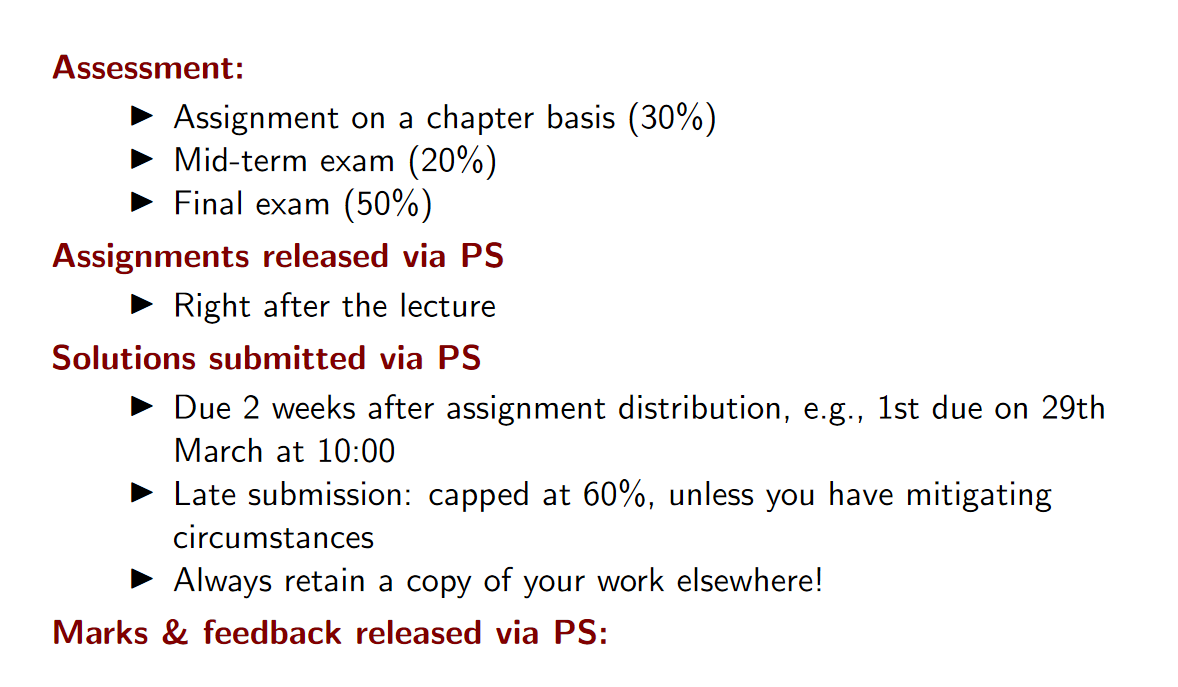 Assessment:
▶ Assignment on a chapter basis (30%)
▶ Mid-term exam (20%)
▶ Final exam (50%)
Assignments released via PS
▶ Right after the lecture
Solutions submitted via PS
▶ Due 2 weeks after assignment distribution, e.g., 1st due on 29th
March at 10:00
▶ Late submission: capped at 60%, unless you have mitigating
circumstances
▶ Always retain a copy of your work elsewhere!
Marks & feedback released via PS: